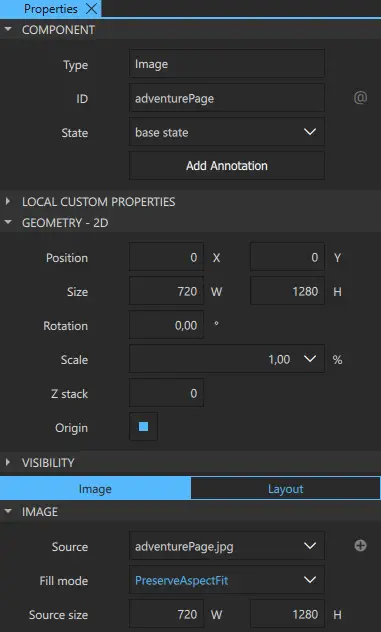 Properties
COMPONENT
Type Image
ID adventurePage @
State base state
Add Annotation
LOCAL CUSTOM PROPERTIES
GEOMETRY - 2D
Position 0 X 0 Y
Size 720 W 1280 H
Rotation 0,00 °
Scale 1,00 %
Z stack 0
Origin
VISIBILITY
Image Layout
IMAGE
Source adventurePage.jpg
Fill mode PreserveAspectFit
Source size 720 W 1280 H